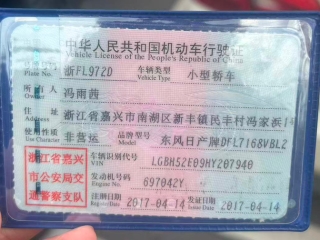 中华人民共和国机动车行驶证
Vehicle License of the People's Republic of China
Plate No. 浙FL972D 车辆类型 Vehicle Type 小型轿车
所有人 冯雨茜
住址 浙江省嘉兴市南湖区新丰镇民丰村冯家浜14
使用性质 非营运 品牌型号 东风日产牌DFL7168VBL2
浙江省嘉兴
市公安局交
通警察支队
车辆识别代号 VIN LGBH52E09HY207940
发动机号码 Engine No. 697042Y
注册日期 2017-04-14 发证日期 2017-04-14